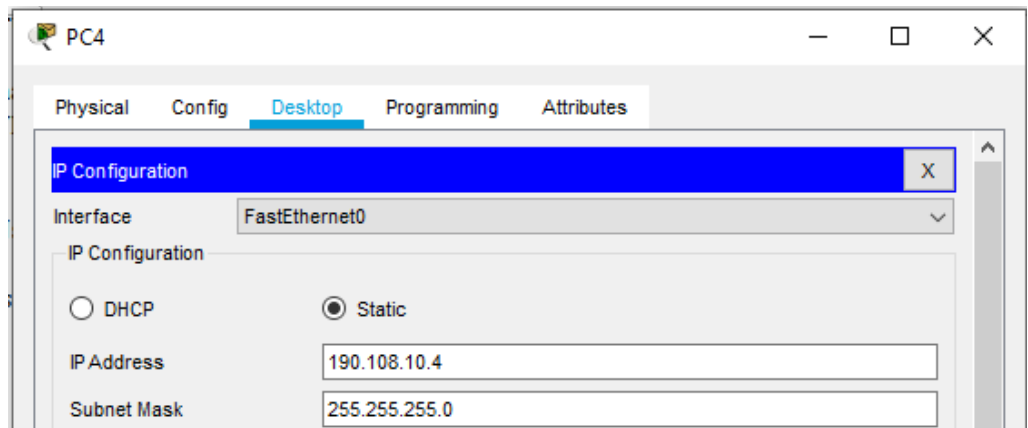 PC4
Physical Config Desktop Programming Attributes
IP Configuration X
Interface FastEthernet0
IP Configuration
DHCP Static
IP Address 190.108.10.4
Subnet Mask 255.255.255.0